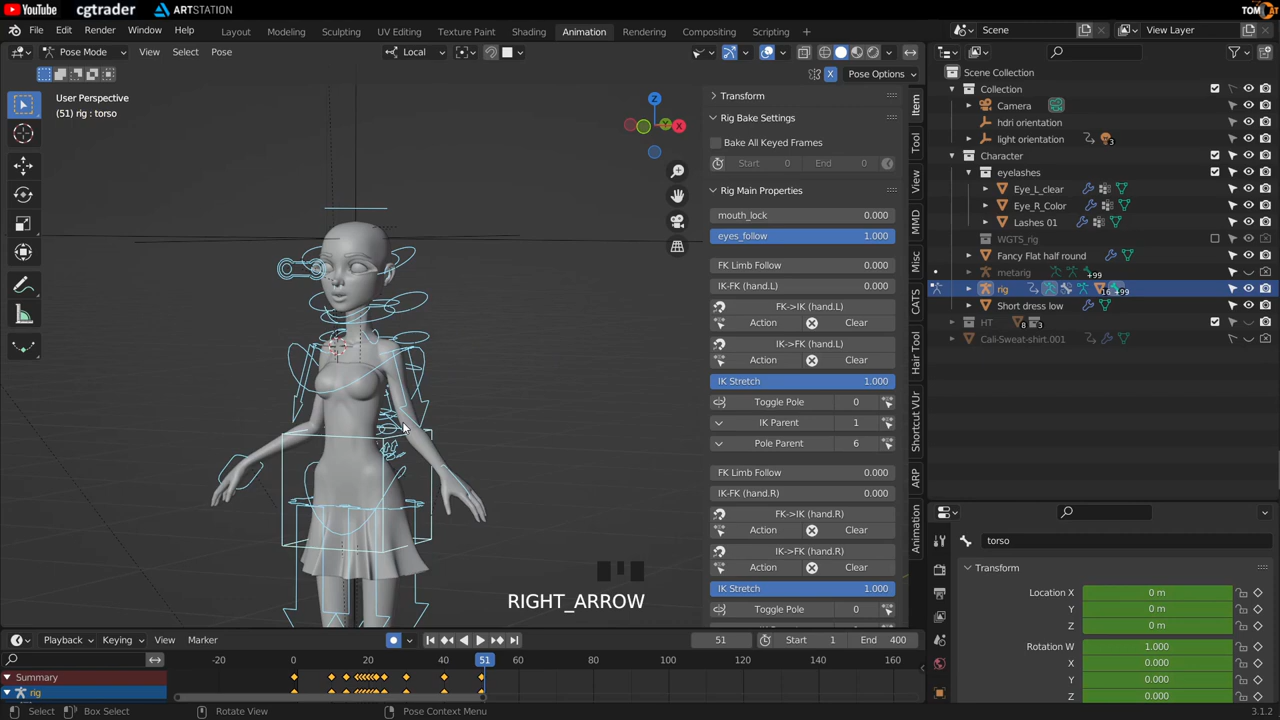 YouTube cgtrader ARTSTATION TOMCAT
File Edit Render Window Help Layout Modeling Sculpting UV Editing Texture Paint Shading Animation Rendering Compositing Scripting Scene View Layer
Pose Mode View Select Pose Local
X Pose Options
User Perspective
(51) rig : torso
Z
Y
X
Item
Tool
View
MMD
Misc
CATS
Hair Tool
Shortcut VUr
ARP
Animation
Transform
Rig Bake Settings
Bake All Keyed Frames
Start 0 End 0
Rig Main Properties
mouth_lock 0.000
eyes_follow 1.000
FK Limb Follow 0.000
IK-FK (hand.L) 0.000
FK->IK (hand.L)
Action Clear
IK->FK (hand.L)
Action Clear
IK Stretch 1.000
Toggle Pole 0
IK Parent 1
Pole Parent 6
FK Limb Follow 0.000
IK-FK (hand.R) 0.000
FK->IK (hand.R)
Action Clear
IK->FK (hand.R)
Action Clear
IK Stretch 1.000
Toggle Pole 0
RIGHT_ARROW
Scene Collection
Collection
Camera
hdri orientation
light orientation 3
Character
eyelashes
Eye_L_clear
Eye_R_Color
Lashes 01
WGTS_rig
Fancy Flat half round
metarig +99
rig 16 +99
Short dress low
HT 8 3
Cali-Sweat-shirt.001
torso
Transform
Location X 0 m
Y 0 m
Z 0 m
Rotation W 1.000
X 0.000
Y 0.000
Z 0.000
Playback Keying View Marker 51 Start 1 End 400
-20 0 20 51 60 80 100 120 140 160
Summary
rig
Select Box Select Rotate View Pose Context Menu 3.1.2